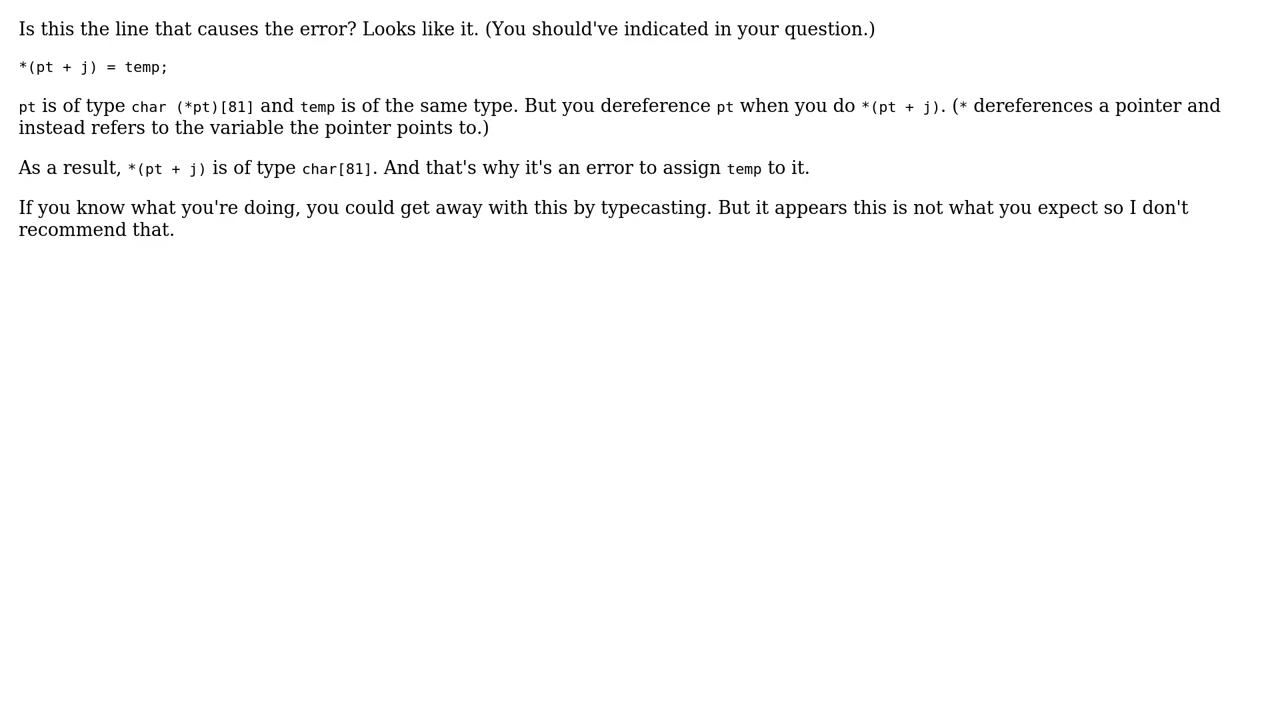 Is this the line that causes the error? Looks like it. (You should've indicated in your question.)
*(pt + j) = temp;
pt is of type char (*pt)[81] and temp is of the same type. But you dereference pt when you do *(pt + j). (* dereferences a pointer and
instead refers to the variable the pointer points to.)
As a result, *(pt + j) is of type char[81]. And that's why it's an error to assign temp to it.
If you know what you're doing, you could get away with this by typecasting. But it appears this is not what you expect so I don't
recommend that.